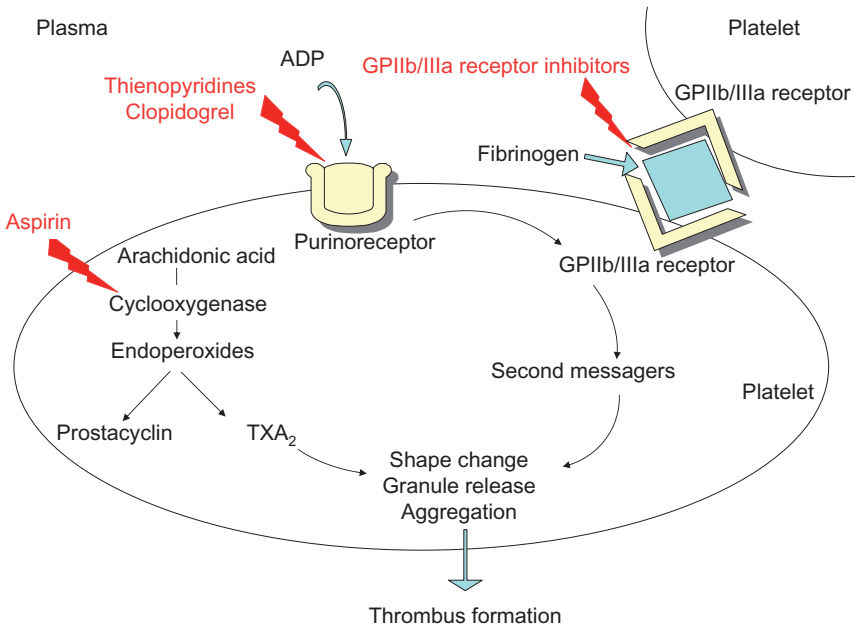 Plasma
Platelet
ADP
GPIIb/IIIa receptor inhibitors
Thienopyridines
Clopidogrel
GPIIb/IIIa receptor
Fibrinogen
Aspirin
Purinoreceptor
Arachidonic acid
GPIIb/IIIa receptor
Cyclooxygenase
Endoperoxides
Second messagers
Platelet
Prostacyclin
TXA₂
Shape change
Granule release
Aggregation
Thrombus formation